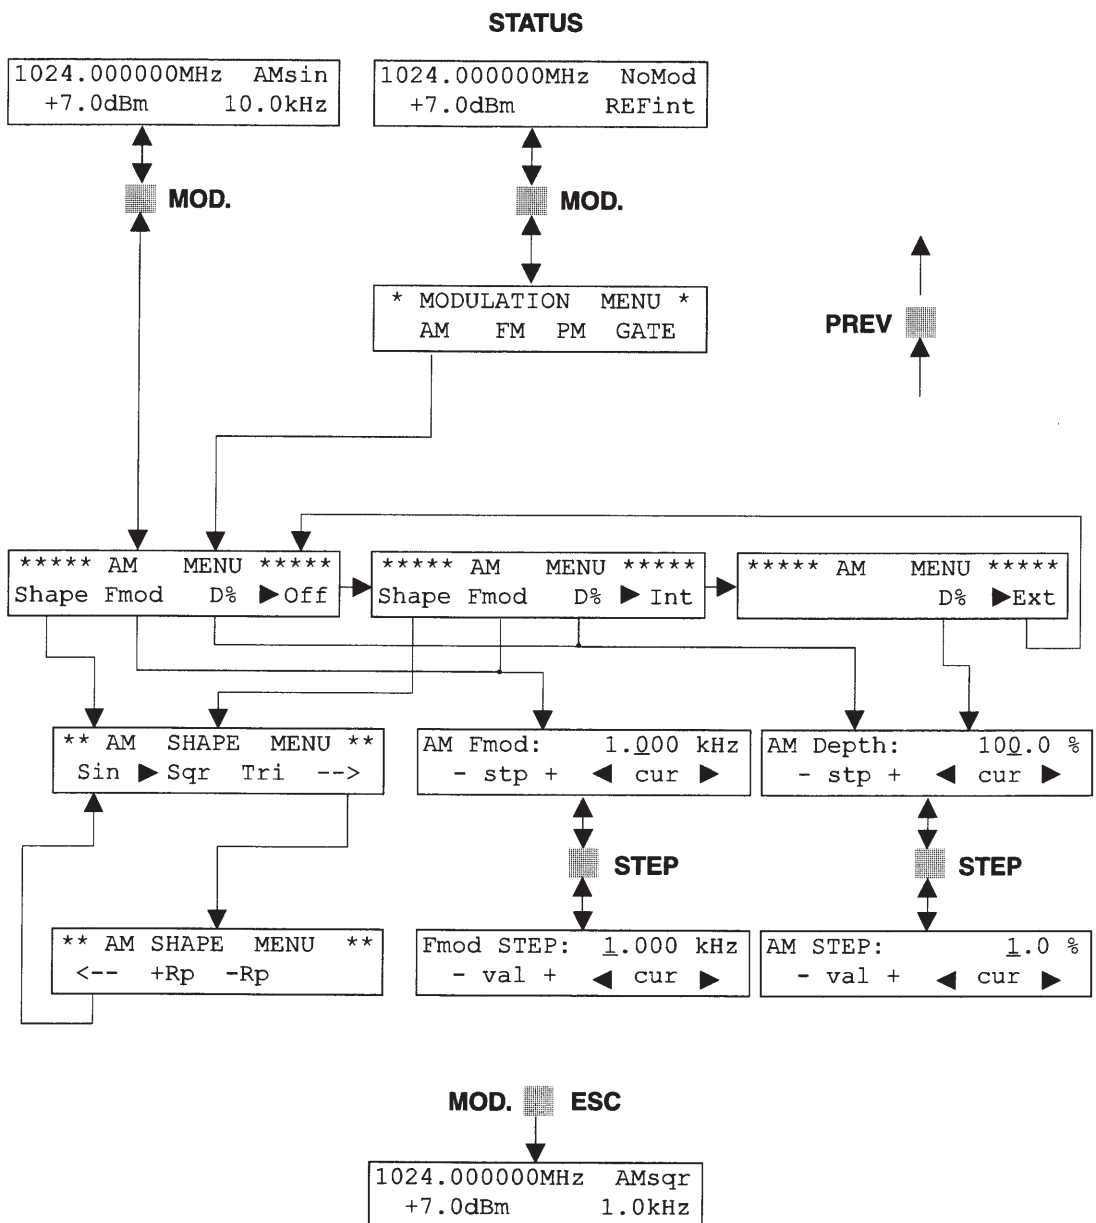 STATUS
1024.000000MHz AMsin
+7.0dBm 10.0kHz
1024.000000MHz NoMod
+7.0dBm REFint
MOD.
MOD.
* MODULATION MENU *
AM FM PM GATE
PREV
***** AM MENU *****
Shape Fmod D% ▶Off
***** AM MENU *****
Shape Fmod D% ▶ Int
***** AM MENU *****
D% ▶Ext
** AM SHAPE MENU **
Sin ▶ Sqr Tri -->
AM Fmod: 1.000 kHz
- stp + ◀ cur ▶
AM Depth: 100.0 %
- stp + ◀ cur ▶
STEP
STEP
** AM SHAPE MENU **
<-- +Rp -Rp
Fmod STEP: 1.000 kHz
- val + ◀ cur ▶
AM STEP: 1.0 %
- val + ◀ cur ▶
MOD. ESC
1024.000000MHz AMsqr
+7.0dBm 1.0kHz